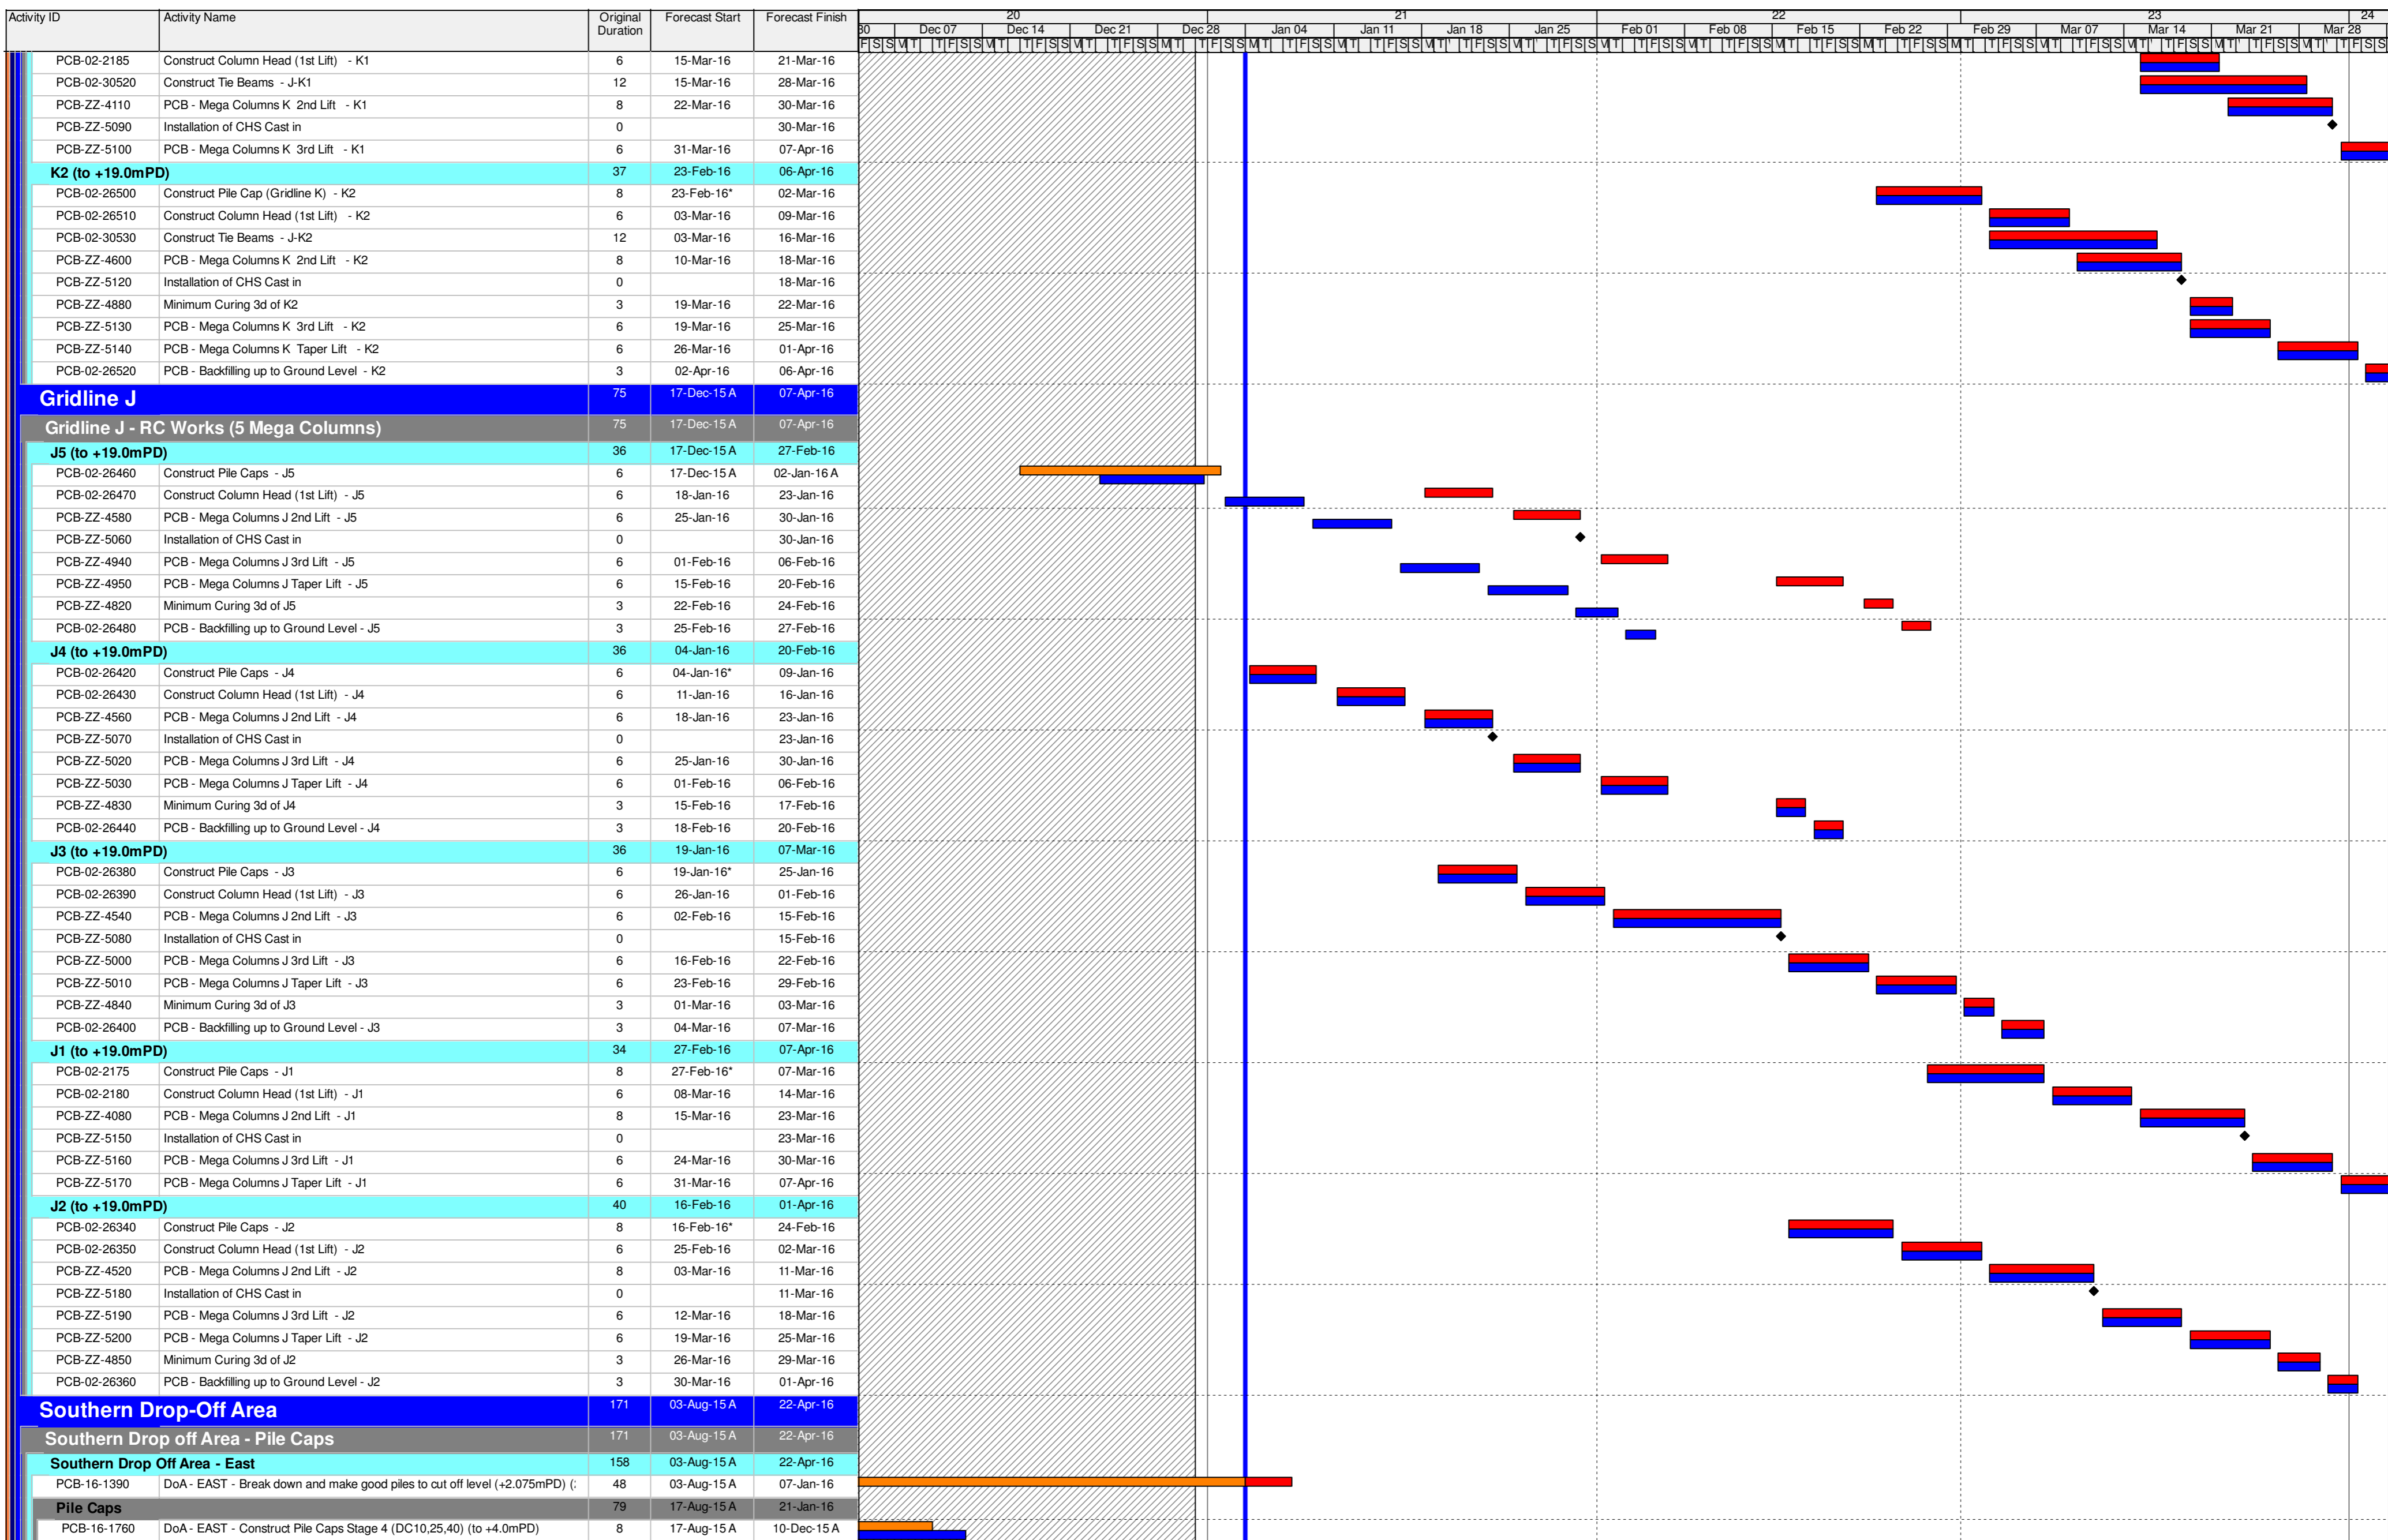 Activity ID Activity Name Original Duration Forecast Start Forecast Finish
20 21 22 23 24
30 Dec 07 Dec 14 Dec 21 Dec 28 Jan 04 Jan 11 Jan 18 Jan 25 Feb 01 Feb 08 Feb 15 Feb 22 Feb 29 Mar 07 Mar 14 Mar 21 Mar 28
PCB-02-2185 Construct Column Head (1st Lift) - K1 6 15-Mar-16 21-Mar-16
PCB-02-30520 Construct Tie Beams - J-K1 12 15-Mar-16 28-Mar-16
PCB-ZZ-4110 PCB - Mega Columns K 2nd Lift - K1 8 22-Mar-16 30-Mar-16
PCB-ZZ-5090 Installation of CHS Cast in 0 30-Mar-16
PCB-ZZ-5100 PCB - Mega Columns K 3rd Lift - K1 6 31-Mar-16 07-Apr-16
K2 (to +19.0mPD) 37 23-Feb-16 06-Apr-16
PCB-02-26500 Construct Pile Cap (Gridline K) - K2 8 23-Feb-16* 02-Mar-16
PCB-02-26510 Construct Column Head (1st Lift) - K2 6 03-Mar-16 09-Mar-16
PCB-02-30530 Construct Tie Beams - J-K2 12 03-Mar-16 16-Mar-16
PCB-ZZ-4600 PCB - Mega Columns K 2nd Lift - K2 8 10-Mar-16 18-Mar-16
PCB-ZZ-5120 Installation of CHS Cast in 0 18-Mar-16
PCB-ZZ-4880 Minimum Curing 3d of K2 3 19-Mar-16 22-Mar-16
PCB-ZZ-5130 PCB - Mega Columns K 3rd Lift - K2 6 19-Mar-16 25-Mar-16
PCB-ZZ-5140 PCB - Mega Columns K Taper Lift - K2 6 26-Mar-16 01-Apr-16
PCB-02-26520 PCB - Backfilling up to Ground Level - K2 3 02-Apr-16 06-Apr-16
Gridline J 75 17-Dec-15 A 07-Apr-16
Gridline J - RC Works (5 Mega Columns) 75 17-Dec-15 A 07-Apr-16
J5 (to +19.0mPD) 36 17-Dec-15 A 27-Feb-16
PCB-02-26460 Construct Pile Caps - J5 6 17-Dec-15 A 02-Jan-16 A
PCB-02-26470 Construct Column Head (1st Lift) - J5 6 18-Jan-16 23-Jan-16
PCB-ZZ-4580 PCB - Mega Columns J 2nd Lift - J5 6 25-Jan-16 30-Jan-16
PCB-ZZ-5060 Installation of CHS Cast in 0 30-Jan-16
PCB-ZZ-4940 PCB - Mega Columns J 3rd Lift - J5 6 01-Feb-16 06-Feb-16
PCB-ZZ-4950 PCB - Mega Columns J Taper Lift - J5 6 15-Feb-16 20-Feb-16
PCB-ZZ-4820 Minimum Curing 3d of J5 3 22-Feb-16 24-Feb-16
PCB-02-26480 PCB - Backfilling up to Ground Level - J5 3 25-Feb-16 27-Feb-16
J4 (to +19.0mPD) 36 04-Jan-16 20-Feb-16
PCB-02-26420 Construct Pile Caps - J4 6 04-Jan-16* 09-Jan-16
PCB-02-26430 Construct Column Head (1st Lift) - J4 6 11-Jan-16 16-Jan-16
PCB-ZZ-4560 PCB - Mega Columns J 2nd Lift - J4 6 18-Jan-16 23-Jan-16
PCB-ZZ-5070 Installation of CHS Cast in 0 23-Jan-16
PCB-ZZ-5020 PCB - Mega Columns J 3rd Lift - J4 6 25-Jan-16 30-Jan-16
PCB-ZZ-5030 PCB - Mega Columns J Taper Lift - J4 6 01-Feb-16 06-Feb-16
PCB-ZZ-4830 Minimum Curing 3d of J4 3 15-Feb-16 17-Feb-16
PCB-02-26440 PCB - Backfilling up to Ground Level - J4 3 18-Feb-16 20-Feb-16
J3 (to +19.0mPD) 36 19-Jan-16 07-Mar-16
PCB-02-26380 Construct Pile Caps - J3 6 19-Jan-16* 25-Jan-16
PCB-02-26390 Construct Column Head (1st Lift) - J3 6 26-Jan-16 01-Feb-16
PCB-ZZ-4540 PCB - Mega Columns J 2nd Lift - J3 6 02-Feb-16 15-Feb-16
PCB-ZZ-5080 Installation of CHS Cast in 0 15-Feb-16
PCB-ZZ-5000 PCB - Mega Columns J 3rd Lift - J3 6 16-Feb-16 22-Feb-16
PCB-ZZ-5010 PCB - Mega Columns J Taper Lift - J3 6 23-Feb-16 29-Feb-16
PCB-ZZ-4840 Minimum Curing 3d of J3 3 01-Mar-16 03-Mar-16
PCB-02-26400 PCB - Backfilling up to Ground Level - J3 3 04-Mar-16 07-Mar-16
J1 (to +19.0mPD) 34 27-Feb-16 07-Apr-16
PCB-02-2175 Construct Pile Caps - J1 8 27-Feb-16* 07-Mar-16
PCB-02-2180 Construct Column Head (1st Lift) - J1 6 08-Mar-16 14-Mar-16
PCB-ZZ-4080 PCB - Mega Columns J 2nd Lift - J1 8 15-Mar-16 23-Mar-16
PCB-ZZ-5150 Installation of CHS Cast in 0 23-Mar-16
PCB-ZZ-5160 PCB - Mega Columns J 3rd Lift - J1 6 24-Mar-16 30-Mar-16
PCB-ZZ-5170 PCB - Mega Columns J Taper Lift - J1 6 31-Mar-16 07-Apr-16
J2 (to +19.0mPD) 40 16-Feb-16 01-Apr-16
PCB-02-26340 Construct Pile Caps - J2 8 16-Feb-16* 24-Feb-16
PCB-02-26350 Construct Column Head (1st Lift) - J2 6 25-Feb-16 02-Mar-16
PCB-ZZ-4520 PCB - Mega Columns J 2nd Lift - J2 8 03-Mar-16 11-Mar-16
PCB-ZZ-5180 Installation of CHS Cast in 0 11-Mar-16
PCB-ZZ-5190 PCB - Mega Columns J 3rd Lift - J2 6 12-Mar-16 18-Mar-16
PCB-ZZ-5200 PCB - Mega Columns J Taper Lift - J2 6 19-Mar-16 25-Mar-16
PCB-ZZ-4850 Minimum Curing 3d of J2 3 26-Mar-16 29-Mar-16
PCB-02-26360 PCB - Backfilling up to Ground Level - J2 3 30-Mar-16 01-Apr-16
Southern Drop-Off Area 171 03-Aug-15 A 22-Apr-16
Southern Drop off Area - Pile Caps 171 03-Aug-15 A 22-Apr-16
Southern Drop Off Area - East 158 03-Aug-15 A 22-Apr-16
PCB-16-1390 DoA - EAST - Break down and make good piles to cut off level (+2.075mPD) ( 48 03-Aug-15 A 07-Jan-16
Pile Caps 79 17-Aug-15 A 21-Jan-16
PCB-16-1760 DoA - EAST - Construct Pile Caps Stage 4 (DC10,25,40) (to +4.0mPD) 8 17-Aug-15 A 10-Dec-15 A